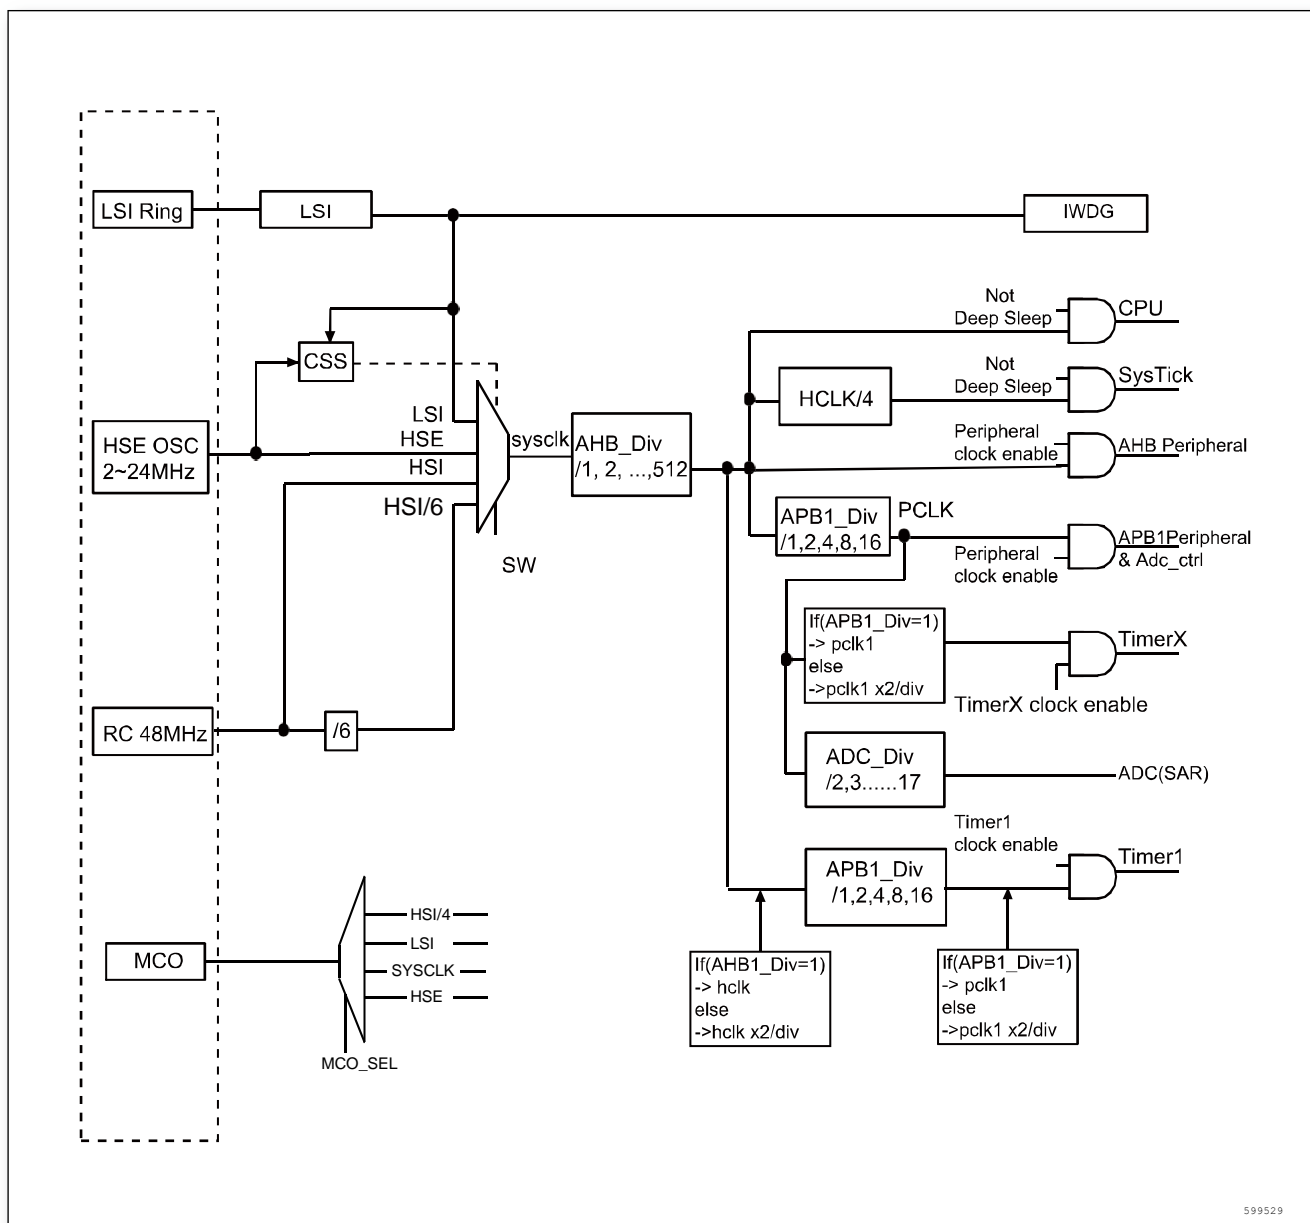 LSI Ring
LSI
IWDG
Not
Deep Sleep
CPU
CSS
Not
Deep Sleep
SysTick
HCLK/4
LSI
HSE OSC
2~24MHz
HSE
sysclk
AHB_Div
/1, 2, ...,512
Peripheral
clock enable
AHB Peripheral
HSI
HSI/6
SW
APB1_Div
/1,2,4,8,16
PCLK
Peripheral
clock enable
APB1Peripheral
& Adc_ctrl
If(APB1_Div=1)
-> pclk1
else
->pclk1 x2/div
TimerX
TimerX clock enable
RC 48MHz
/6
ADC_Div
/2,3......17
ADC(SAR)
Timer1
clock enable
Timer1
APB1_Div
/1,2,4,8,16
MCO
HSI/4
LSI
SYSCLK
HSE
MCO_SEL
If(AHB1_Div=1)
-> hclk
else
->hclk x2/div
If(APB1_Div=1)
-> pclk1
else
->pclk1 x2/div
599529